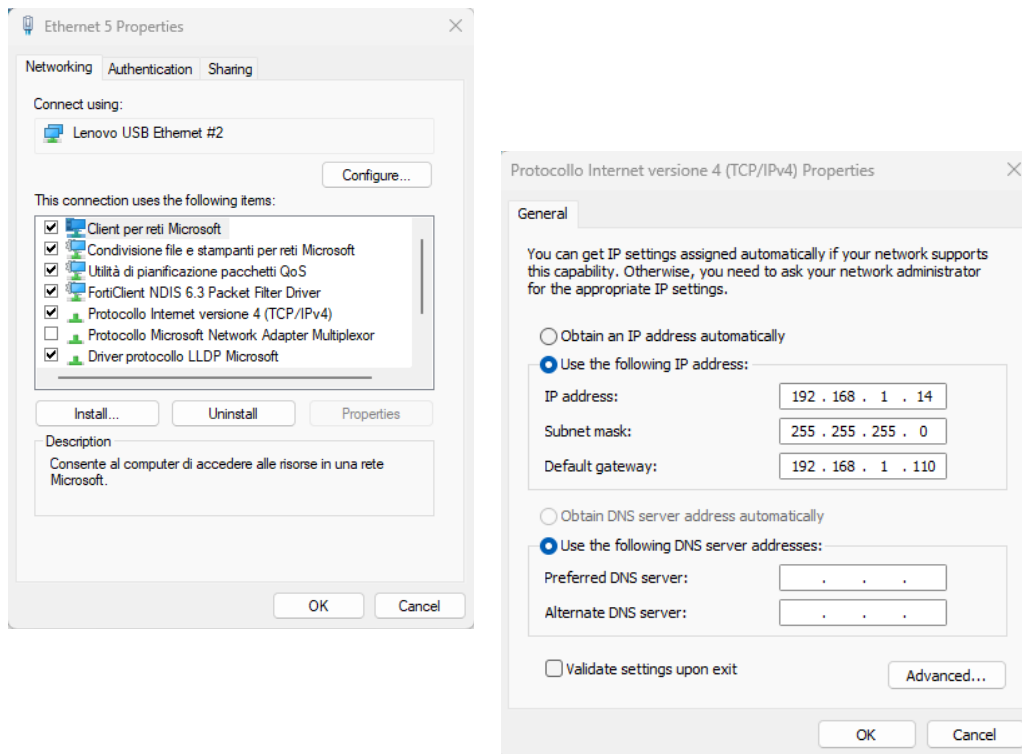 Ethernet 5 Properties
Networking Authentication Sharing
Connect using:
Lenovo USB Ethernet #2
Configure...
This connection uses the following items:
Client per reti Microsoft
Condivisione file e stampanti per reti Microsoft
Utilità di pianificazione pacchetti QoS
FortiClient NDIS 6.3 Packet Filter Driver
Protocollo Internet versione 4 (TCP/IPv4)
Protocollo Microsoft Network Adapter Multiplexor
Driver protocollo LLDP Microsoft
Install... Uninstall Properties
Description
Consente al computer di accedere alle risorse in una rete
Microsoft.
OK Cancel
Protocollo Internet versione 4 (TCP/IPv4) Properties
General
You can get IP settings assigned automatically if your network supports
this capability. Otherwise, you need to ask your network administrator
for the appropriate IP settings.
Obtain an IP address automatically
Use the following IP address:
IP address: 192 . 168 . 1 . 14
Subnet mask: 255 . 255 . 255 . 0
Default gateway: 192 . 168 . 1 . 110
Obtain DNS server address automatically
Use the following DNS server addresses:
Preferred DNS server: . . .
Alternate DNS server: . . .
Validate settings upon exit
Advanced...
OK Cancel